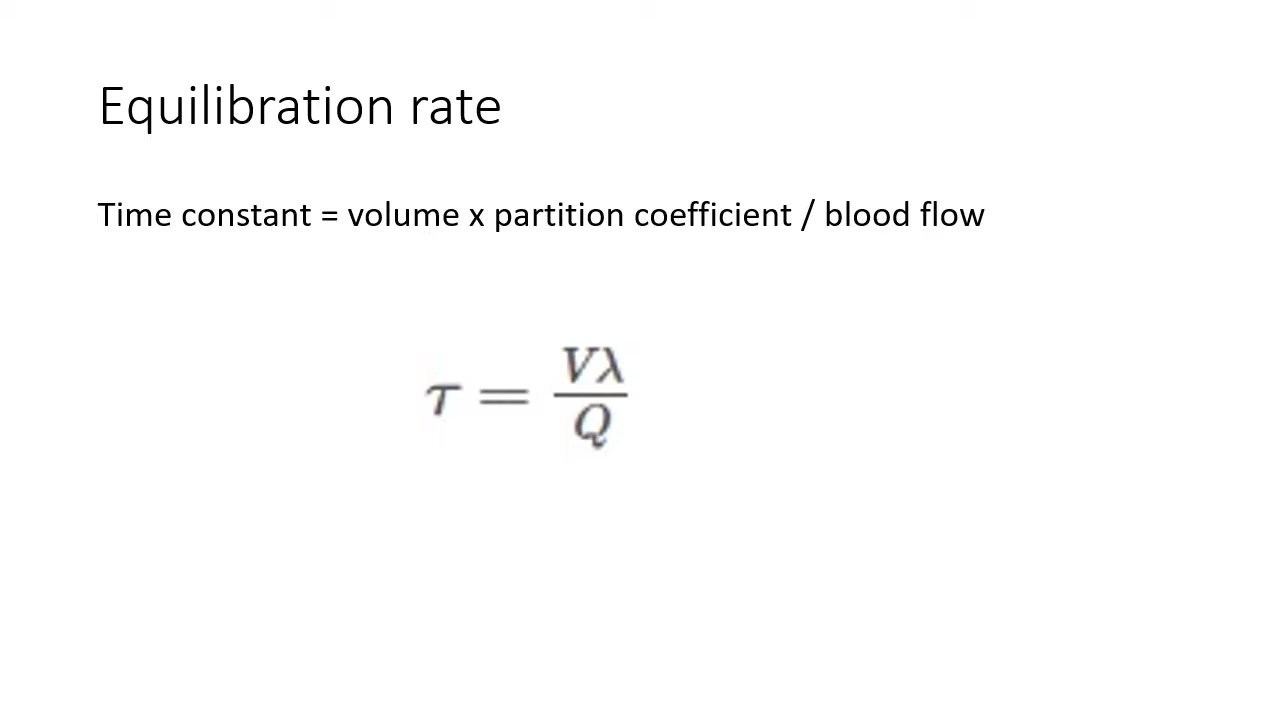 Equilibration rate
Time constant = volume x partition coefficient / blood flow
τ = Vλ / Q